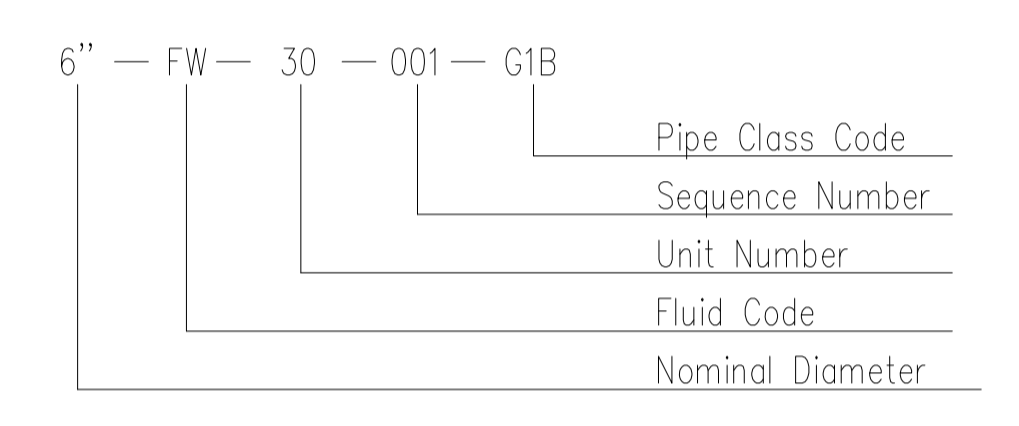 6” — FW — 30 — 001 — G1B
Pipe Class Code
Sequence Number
Unit Number
Fluid Code
Nominal Diameter